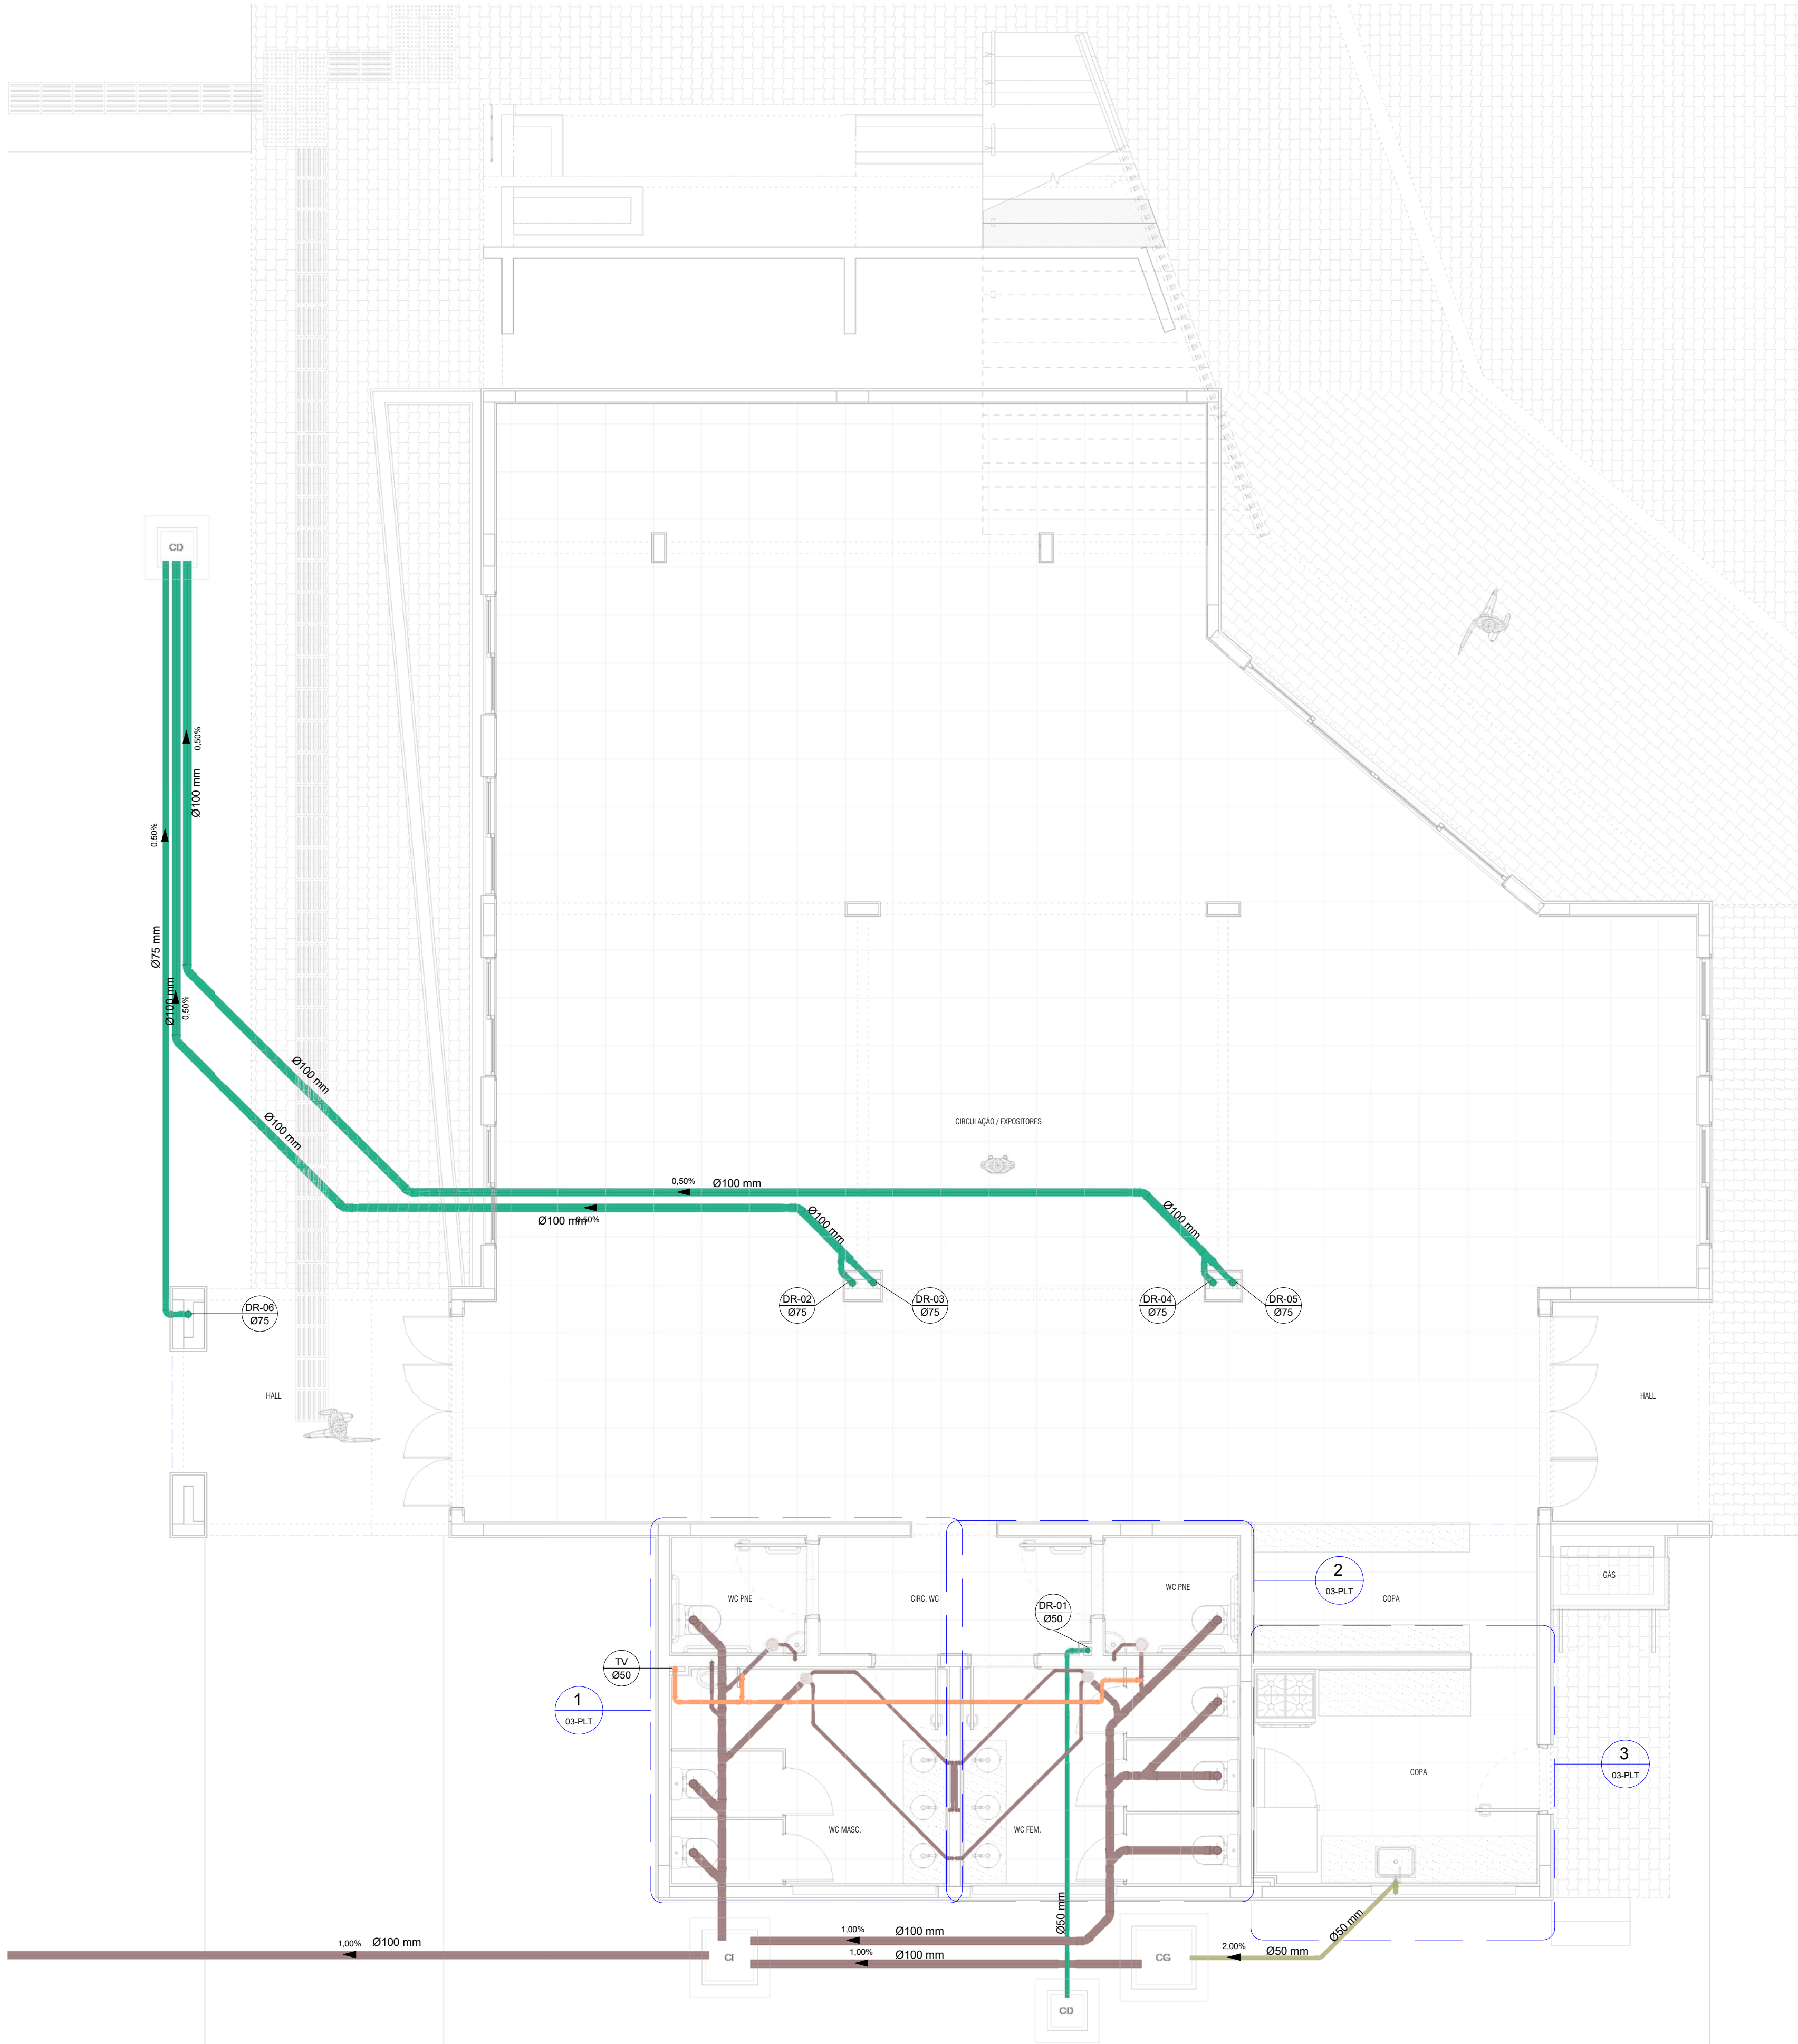 CD
0,50%
Ø100 mm
0,50%
Ø75 mm
Ø100 mm
0,50%
Ø100 mm
Ø100 mm
CIRCULAÇÃO / EXPOSITORES
0,50%
Ø100 mm
Ø100 mm
0,50%
Ø100 mm
Ø100 mm
DR-06
Ø75
DR-02
Ø75
DR-03
Ø75
DR-04
Ø75
DR-05
Ø75
HALL
HALL
WC PNE
CIRC. WC
DR-01
Ø50
WC PNE
2
03-PLT
COPA
GÁS
TV
Ø50
1
03-PLT
3
03-PLT
COPA
WC MASC.
WC FEM.
Ø50 mm
1,00%
Ø100 mm
CI
1,00%
Ø100 mm
1,00%
Ø100 mm
CG
2,00%
Ø50 mm
Ø50 mm
CD